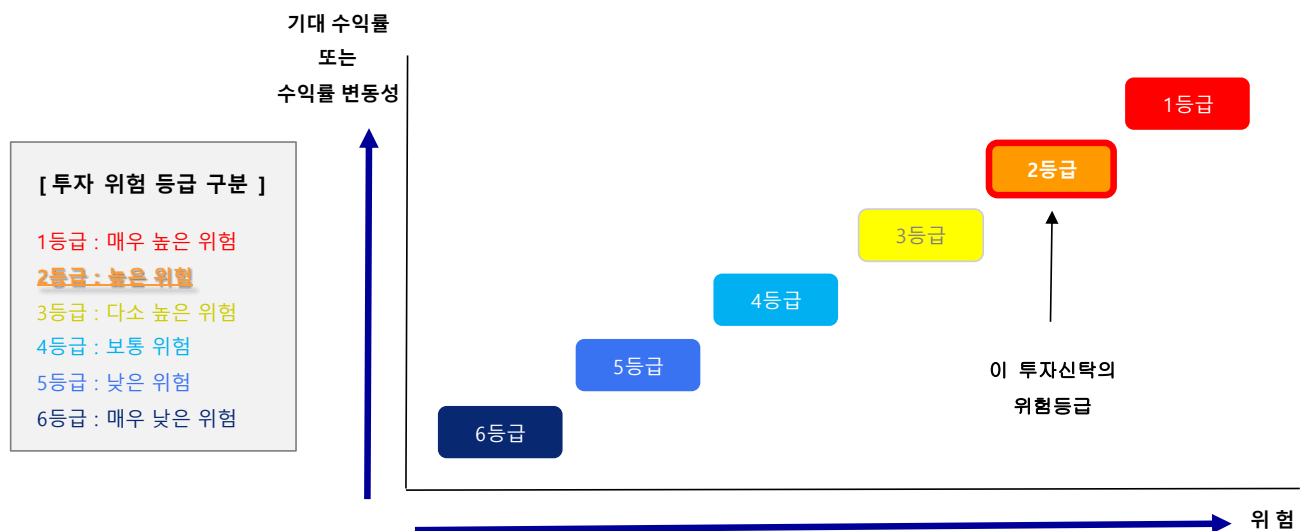 기대 수익률
또는
수익률 변동성
[ 투자 위험 등급 구분 ]
1등급 : 매우 높은 위험
2등급 : 높은 위험
3등급 : 다소 높은 위험
4등급 : 보통 위험
5등급 : 낮은 위험
6등급 : 매우 낮은 위험
1등급
2등급
3등급
4등급
5등급
6등급
이 투자신탁의
위험등급
위 험